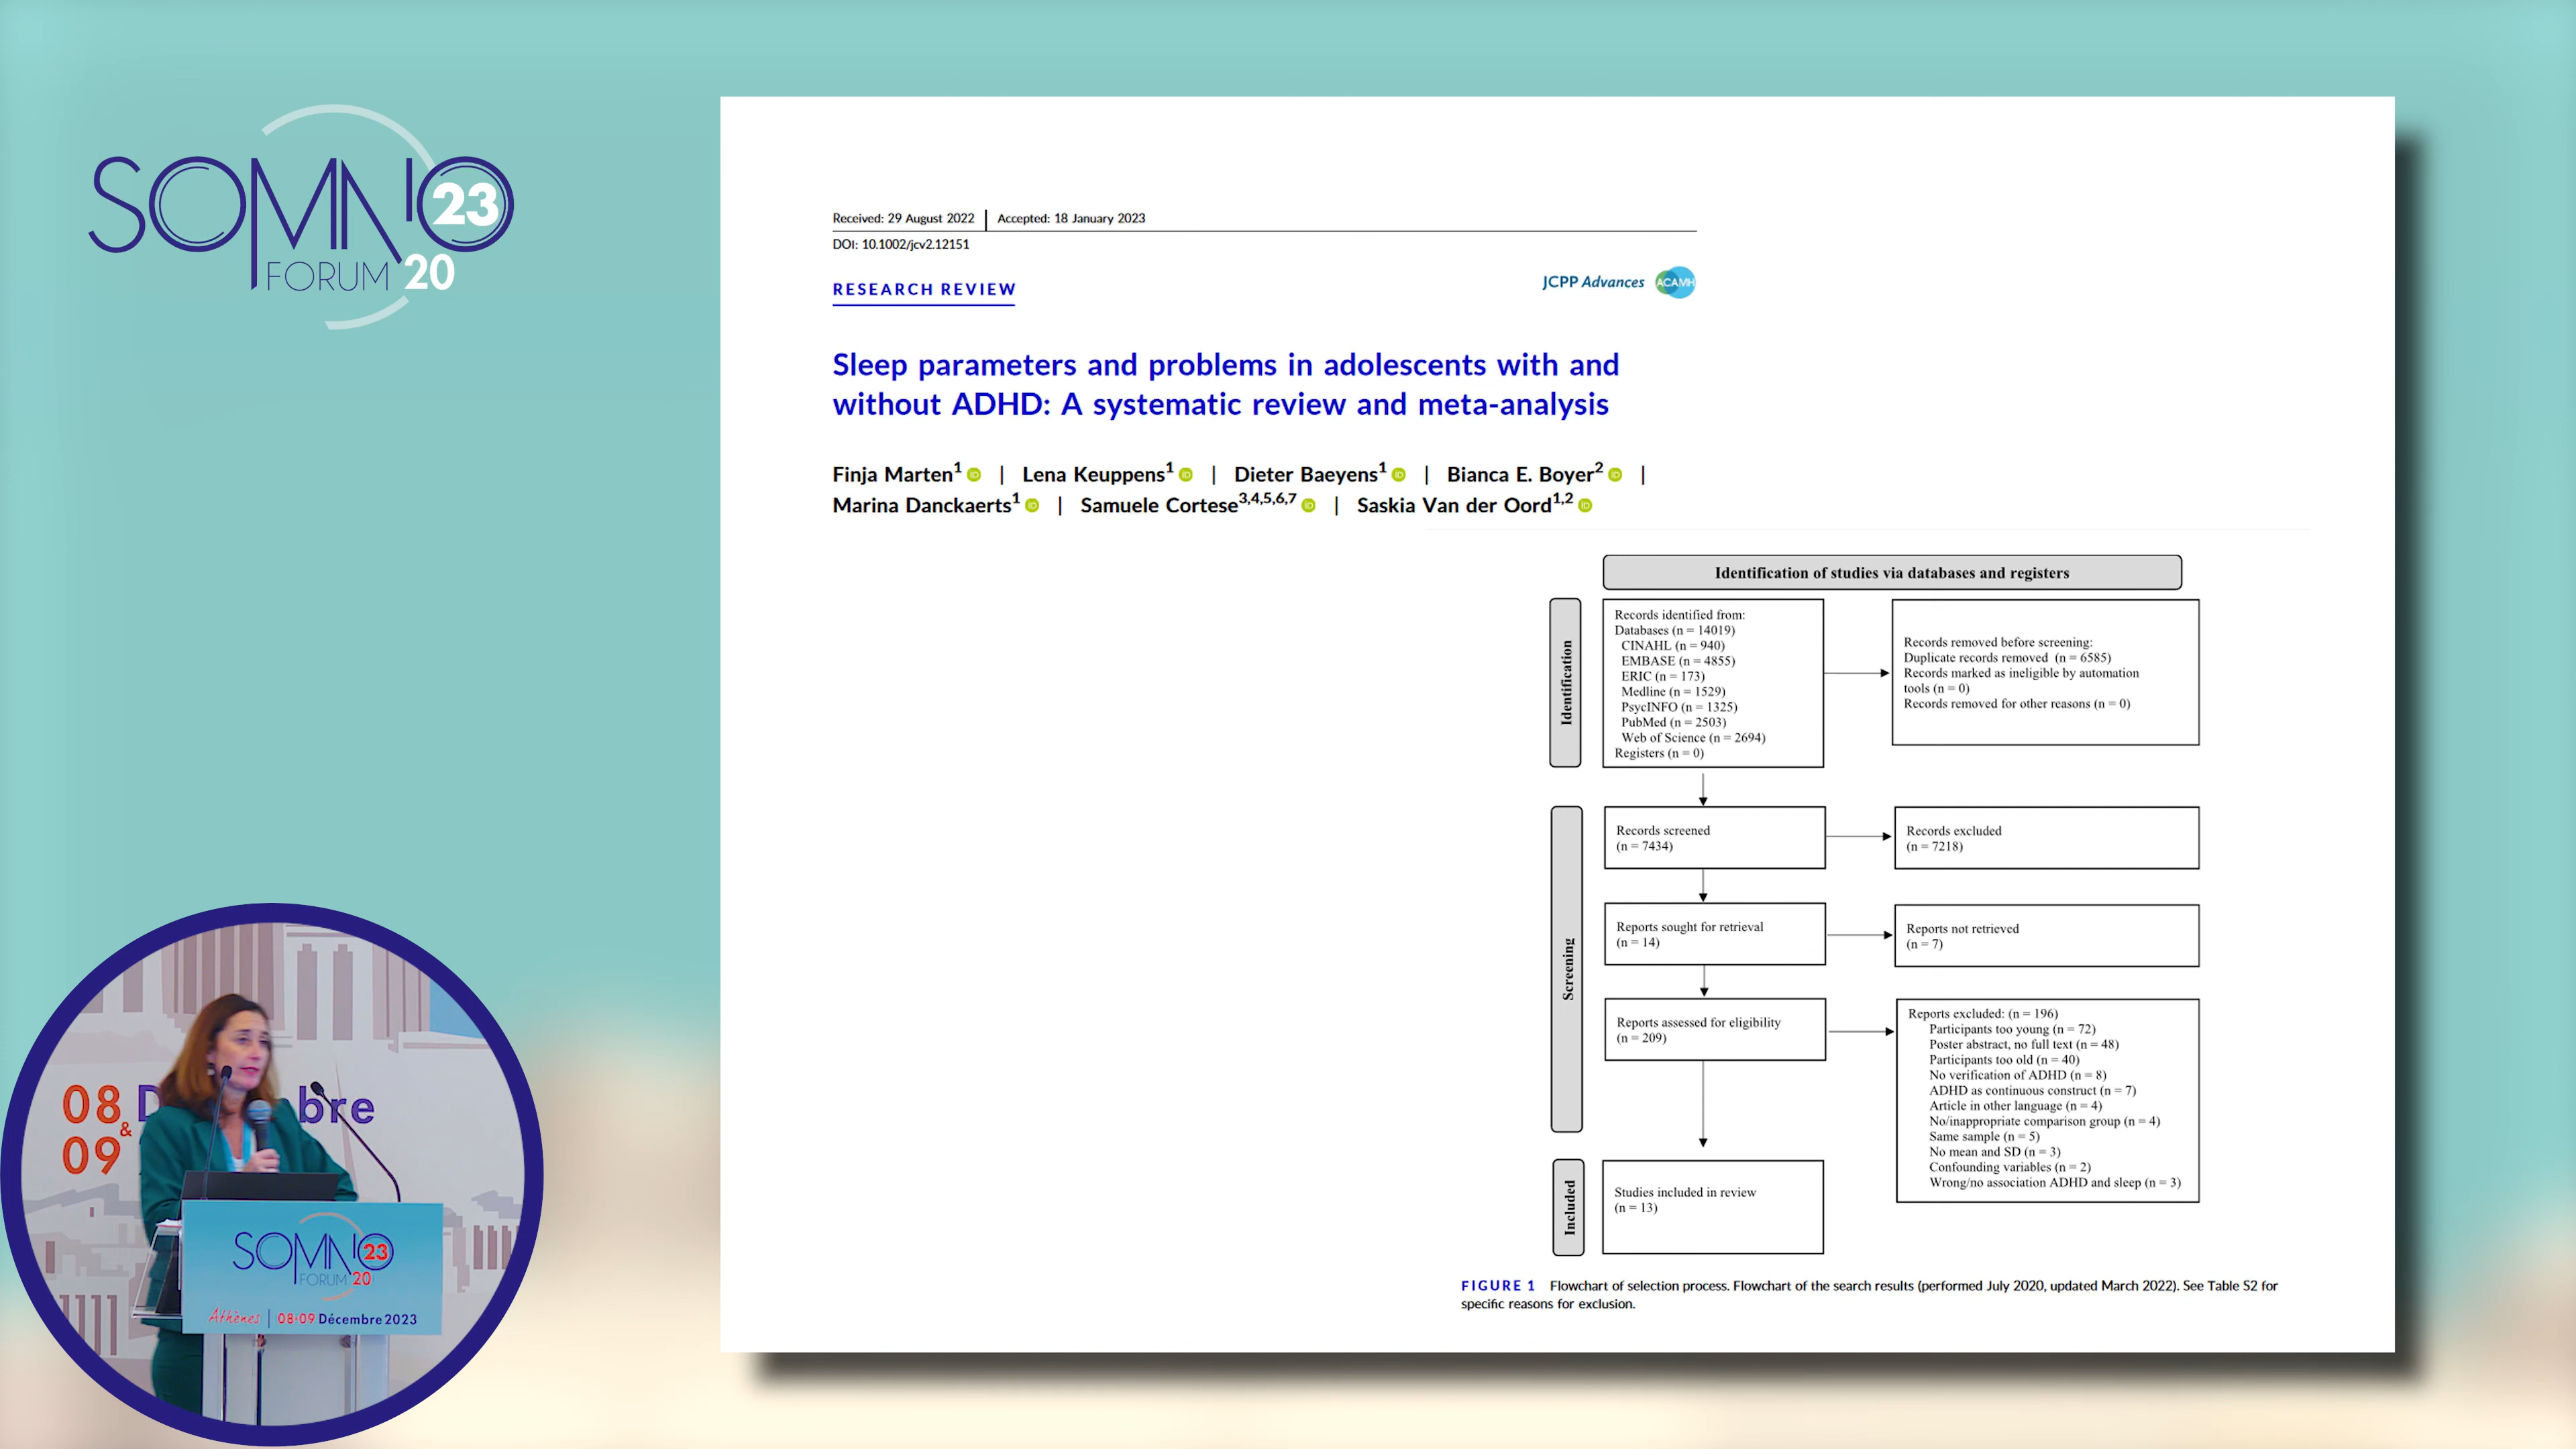 SOMNO 23
FORUM 20
Received: 29 August 2022 | Accepted: 18 January 2023
DOI: 10.1002/jcv2.12151
RESEARCH REVIEW
JCPP Advances ACAMH
Sleep parameters and problems in adolescents with and
without ADHD: A systematic review and meta-analysis
Finja Marten1 iD | Lena Keuppens1 iD | Dieter Baeyens1 iD | Bianca E. Boyer2 iD |
Marina Danckaerts1 iD | Samuele Cortese3,4,5,6,7 iD | Saskia Van der Oord1,2 iD
Identification of studies via databases and registers
Identification
Records identified from:
Databases (n = 14019)
CINAHL (n = 940)
EMBASE (n = 4855)
ERIC (n = 173)
Medline (n = 1529)
PsycINFO (n = 1325)
PubMed (n = 2503)
Web of Science (n = 2694)
Registers (n = 0)
Records removed before screening:
Duplicate records removed (n = 6585)
Records marked as ineligible by automation
tools (n = 0)
Records removed for other reasons (n = 0)
Screening
Records screened
(n = 7434)
Records excluded
(n = 7218)
Reports sought for retrieval
(n = 14)
Reports not retrieved
(n = 7)
Reports assessed for eligibility
(n = 209)
Reports excluded: (n = 196)
Participants too young (n = 72)
Poster abstract, no full text (n = 48)
Participants too old (n = 40)
No verification of ADHD (n = 8)
ADHD as continuous construct (n = 7)
Article in other language (n = 4)
No/inappropriate comparison group (n = 4)
Same sample (n = 5)
No mean and SD (n = 3)
Confounding variables (n = 2)
Wrong/no association ADHD and sleep (n = 3)
Included
Studies included in review
(n = 13)
FIGURE 1 Flowchart of selection process. Flowchart of the search results (performed July 2020, updated March 2022). See Table S2 for
specific reasons for exclusion.
08 D bre
&
09
SOMNO 23
FORUM 20
Athènes | 08-09 Décembre 2023